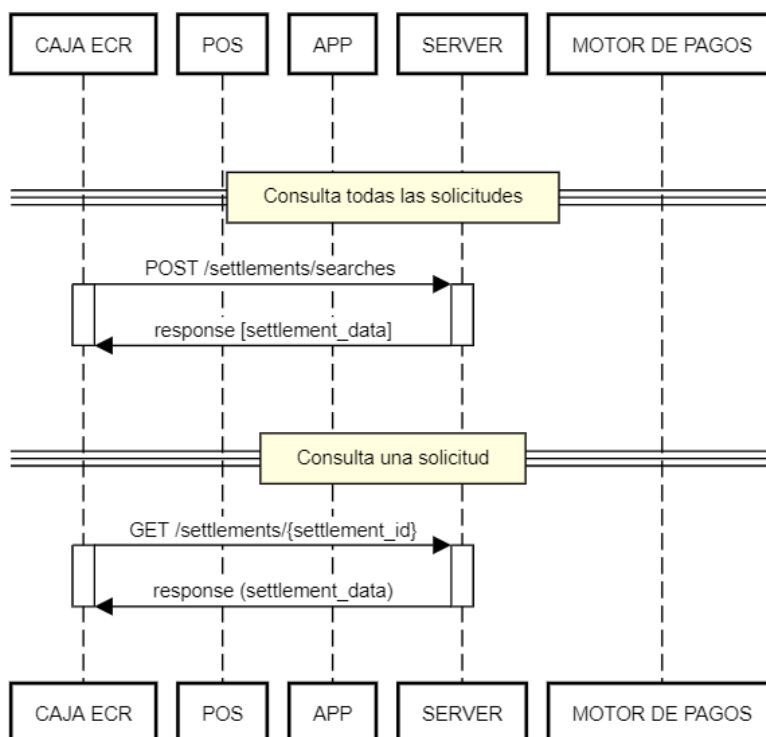 CAJA ECR
POS
APP
SERVER
MOTOR DE PAGOS
Consulta todas las solicitudes
POST /settlements/searches
response [settlement_data]
Consulta una solicitud
GET /settlements/{settlement_id}
response (settlement_data)
CAJA ECR
POS
APP
SERVER
MOTOR DE PAGOS